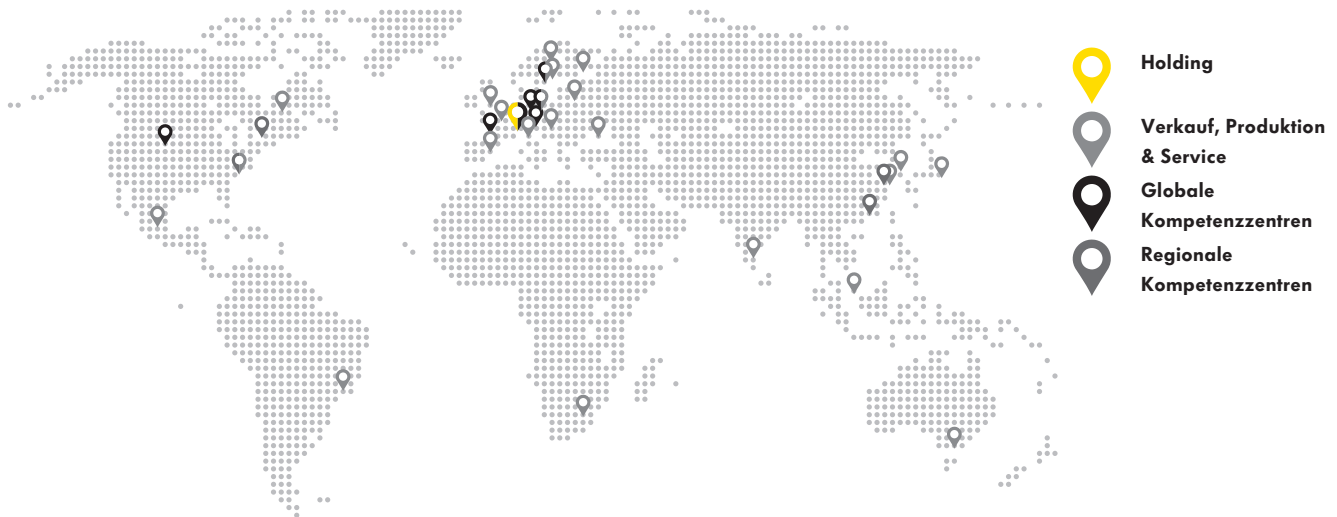 Holding
Verkauf, Produktion
& Service
Globale
Kompetenzzentren
Regionale
Kompetenzzentren